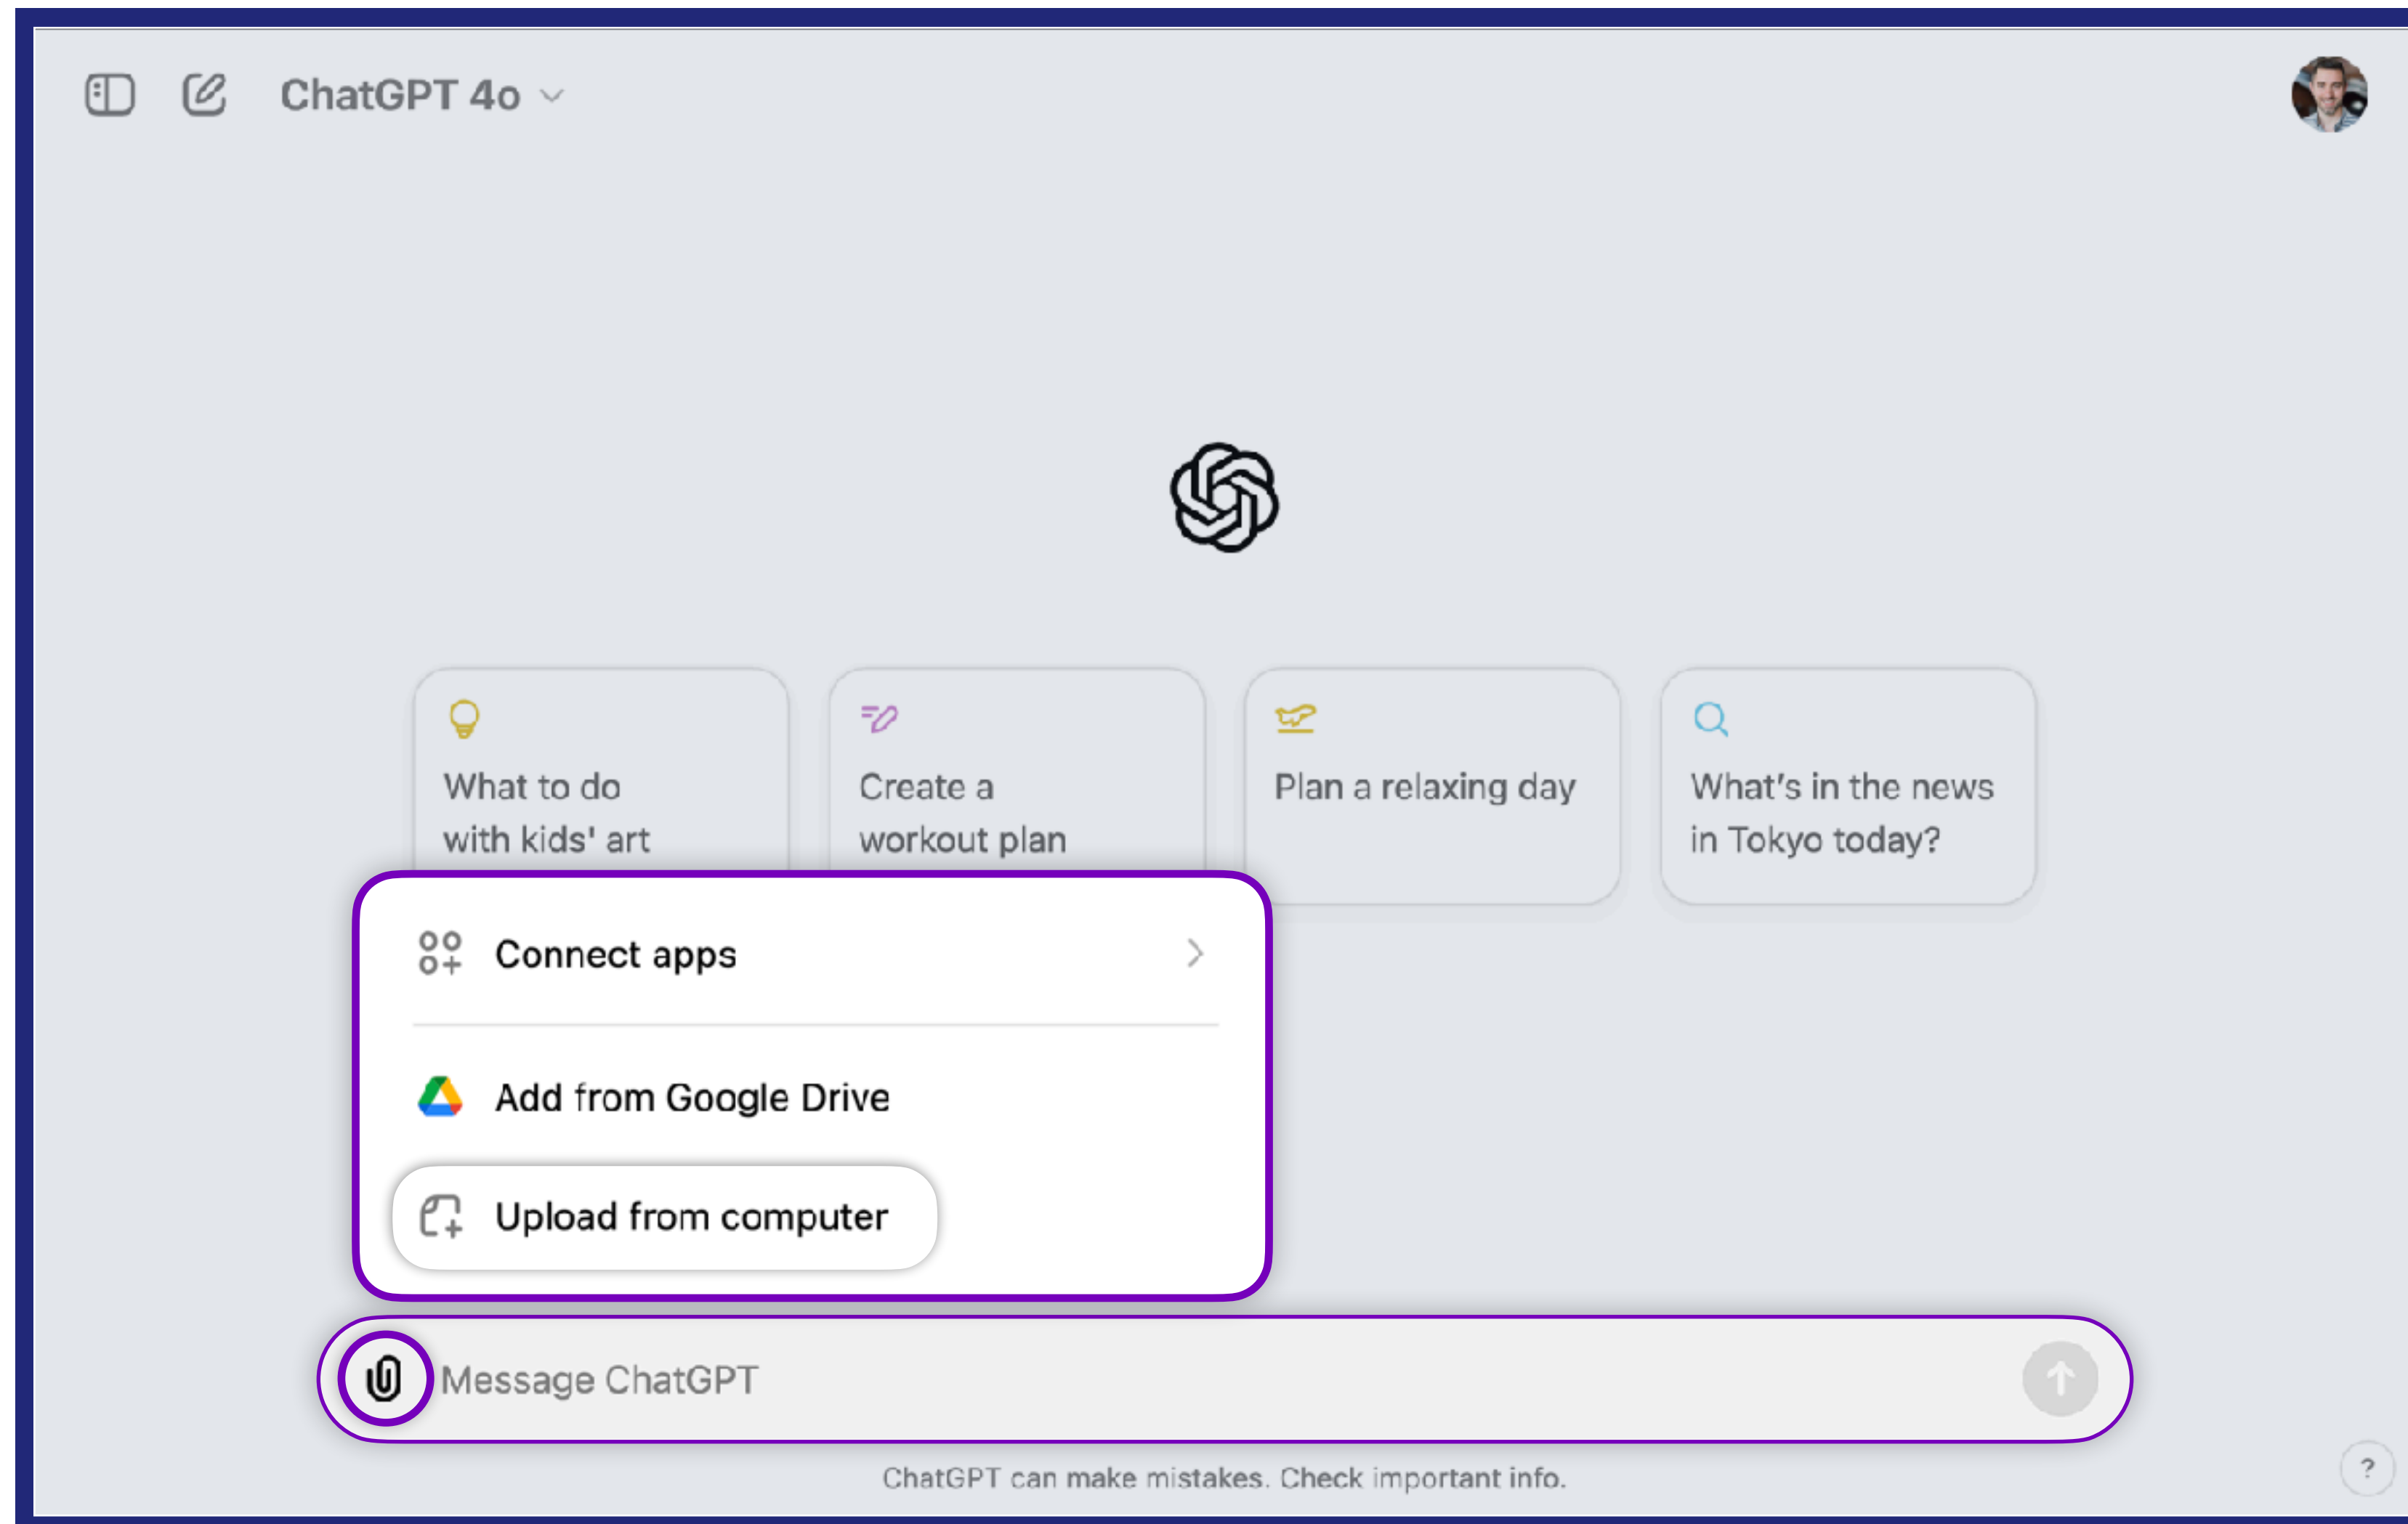 ChatGPT 4o
What to do
with kids' art
Create a
workout plan
Plan a relaxing day
What's in the news
in Tokyo today?
Connect apps
Add from Google Drive
Upload from computer
Message ChatGPT
ChatGPT can make mistakes. Check important info.
?